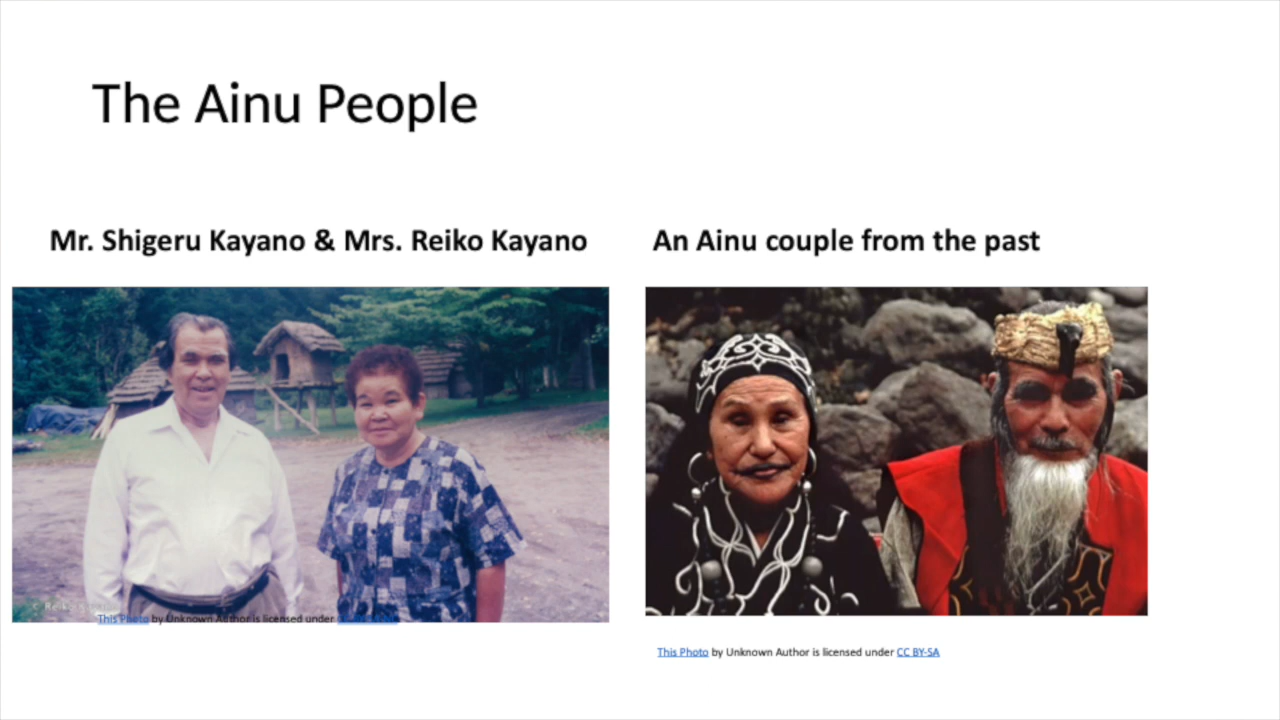 The Ainu People
Mr. Shigeru Kayano & Mrs. Reiko Kayano
An Ainu couple from the past
© Reiko
This Photo by Unknown Author is licensed under
This Photo by Unknown Author is licensed under CC BY-SA